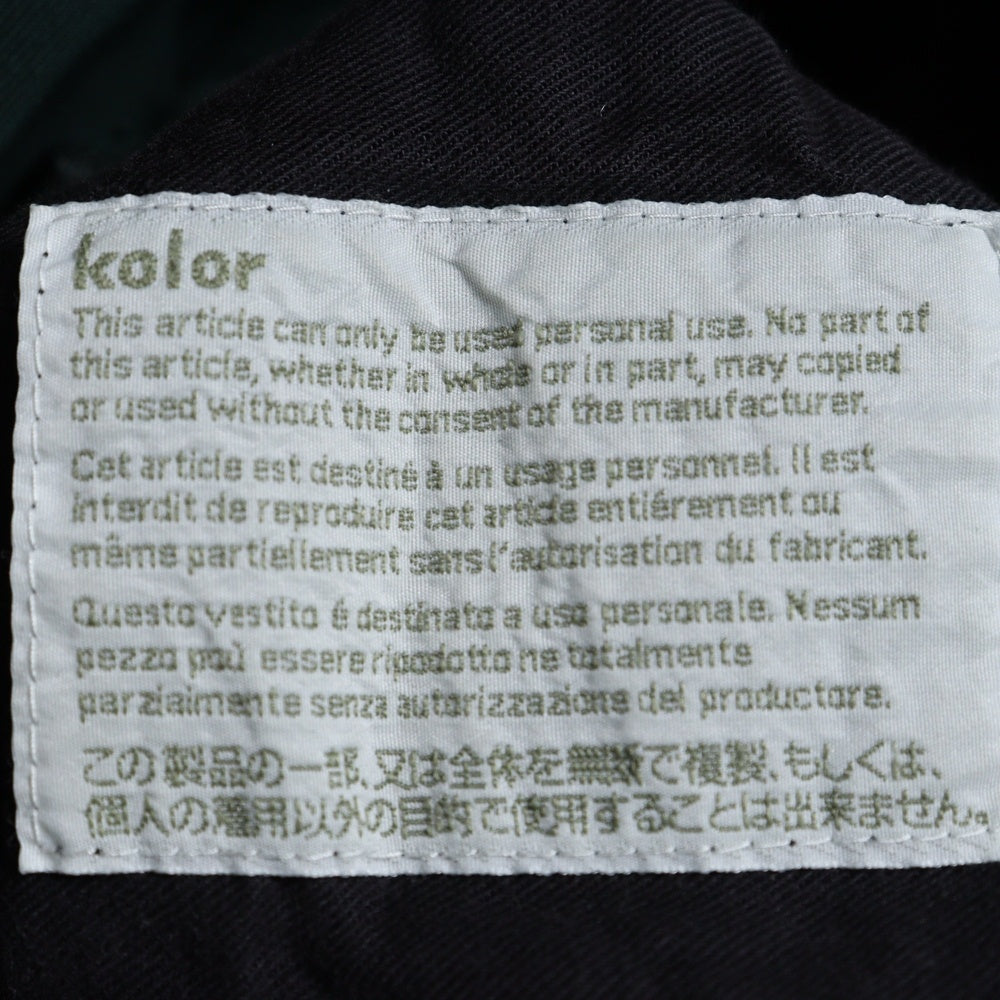 kolor
This article can only be used personal use. No part of
this article, whether in whole or in part, may copied
or used without the consent of the manufacturer.
Cet article est destiné à un usage personnel. Il est
interdit de reproduire cet article entiérement ou
même partiellement sans l'autorisation du fabricant.
Questo vestito é destinato a uso personale. Nessum
pezzo può essere ripodotto ne totalmente
parzialmente senza autorizzazione del productore.
この製品の一部、又は全体を無断で複製、もしくは、
個人の着用以外の目的で使用することは出来ません。